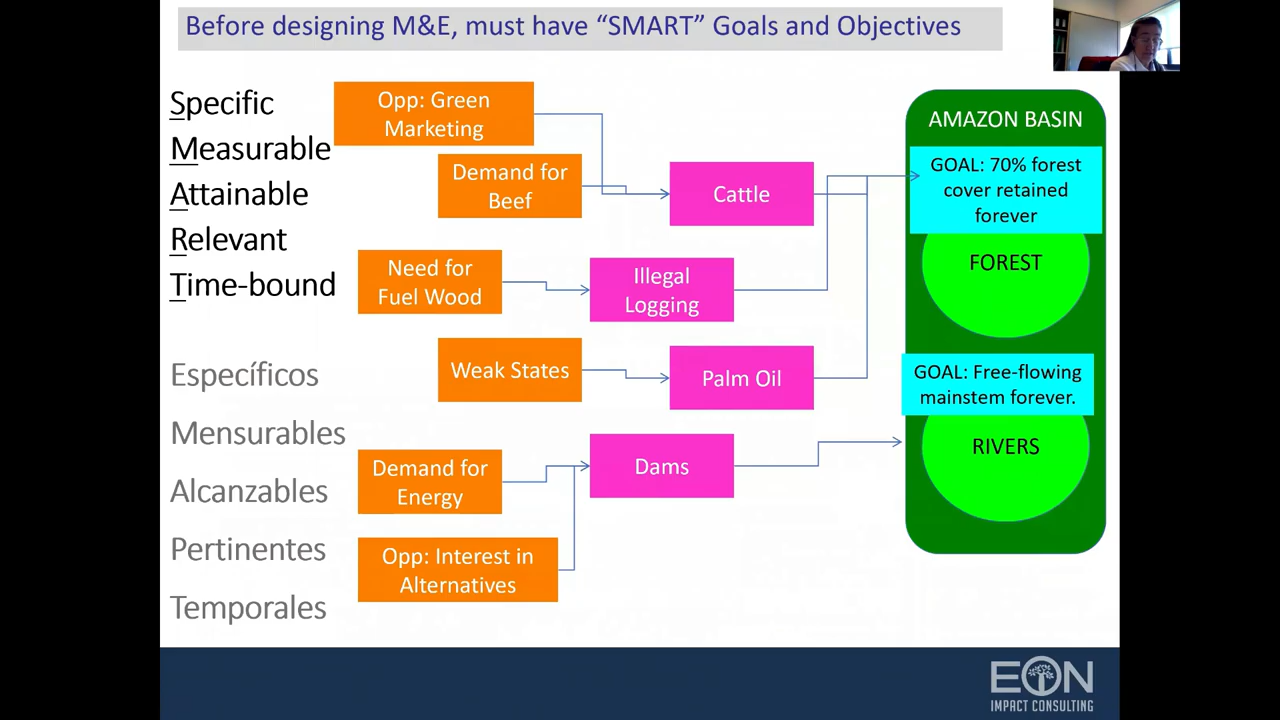 Before designing M&E, must have “SMART” Goals and Objectives
Specific
Measurable
Attainable
Relevant
Time-bound
Específicos
Mensurables
Alcanzables
Pertinentes
Temporales
Opp: Green
Marketing
Demand for
Beef
Need for
Fuel Wood
Weak States
Demand for
Energy
Opp: Interest in
Alternatives
Cattle
Illegal
Logging
Palm Oil
Dams
AMAZON BASIN
GOAL: 70% forest
cover retained
forever
FOREST
GOAL: Free-flowing
mainstem forever.
RIVERS
EON
IMPACT CONSULTING